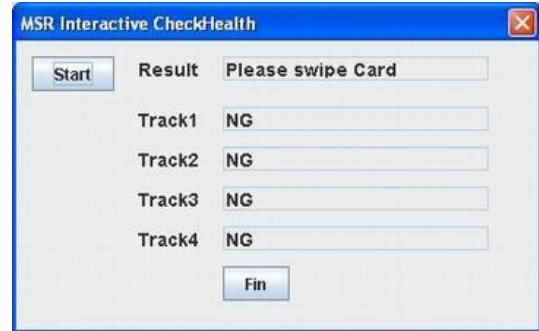 MSR Interactive CheckHealth
Start Result Please swipe Card
Track1 NG
Track2 NG
Track3 NG
Track4 NG
Fin